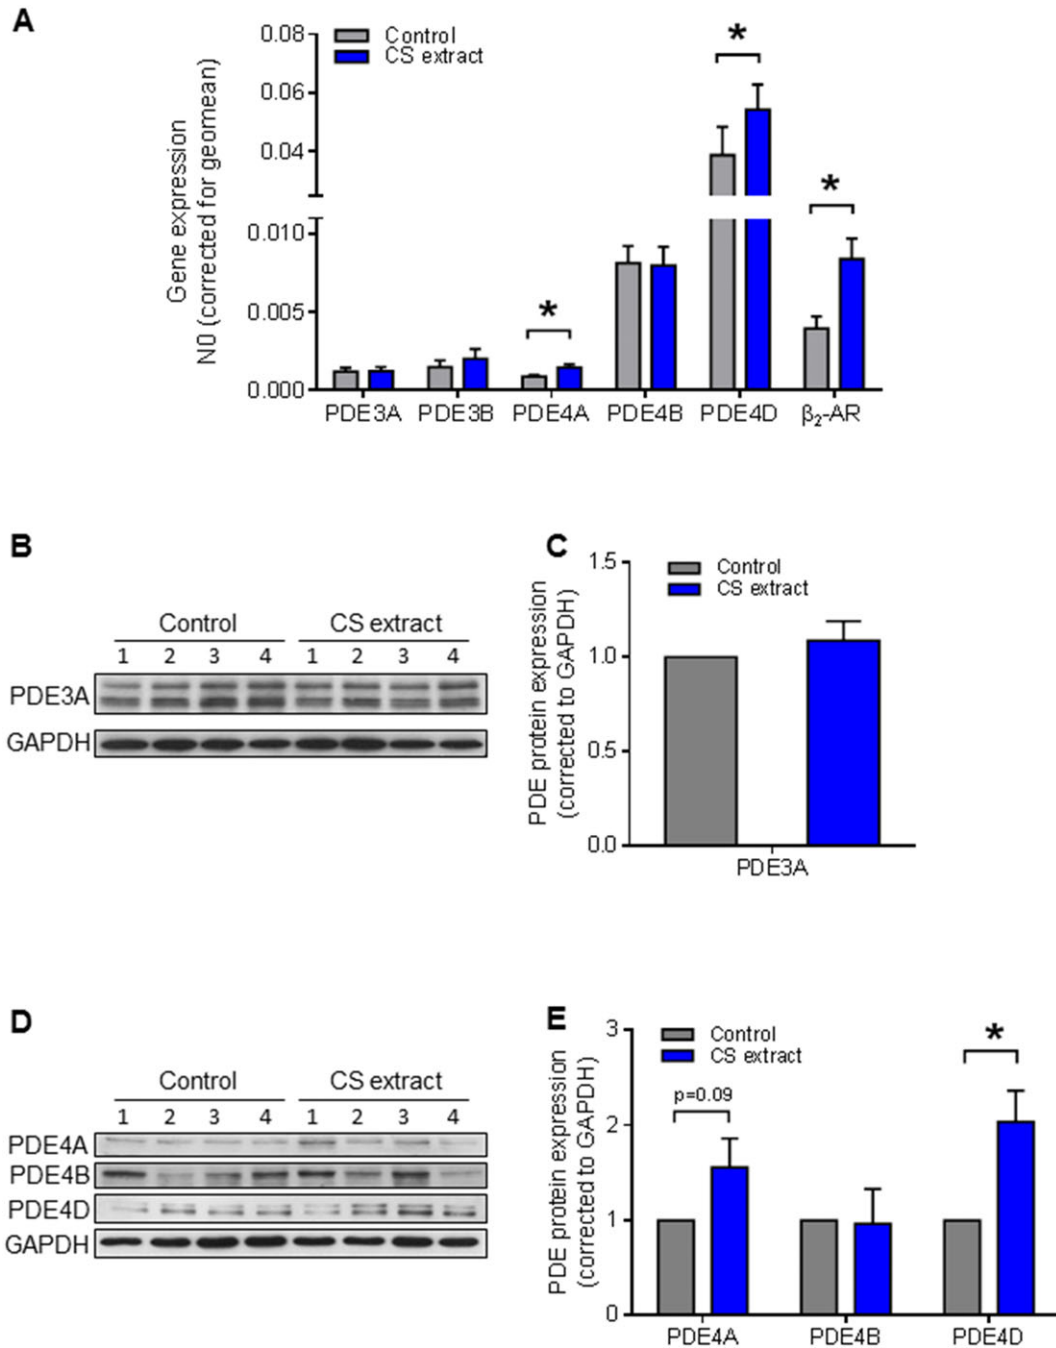 A
Control
CS extract
Gene expression
N0 (corrected for geomean)
0.08
0.06
0.04
0.010
0.005
0.000
*
*
*
PDE3A PDE3B PDE4A PDE4B PDE4D β₂-AR
B
Control CS extract
1 2 3 4 1 2 3 4
PDE3A
GAPDH
C
Control
CS extract
PDE protein expression
(corrected to GAPDH)
1.5
1.0
0.5
0.0
PDE3A
D
Control CS extract
1 2 3 4 1 2 3 4
PDE4A
PDE4B
PDE4D
GAPDH
E
Control
CS extract
PDE protein expression
(corrected to GAPDH)
3
2
1
0
p=0.09
*
PDE4A PDE4B PDE4D